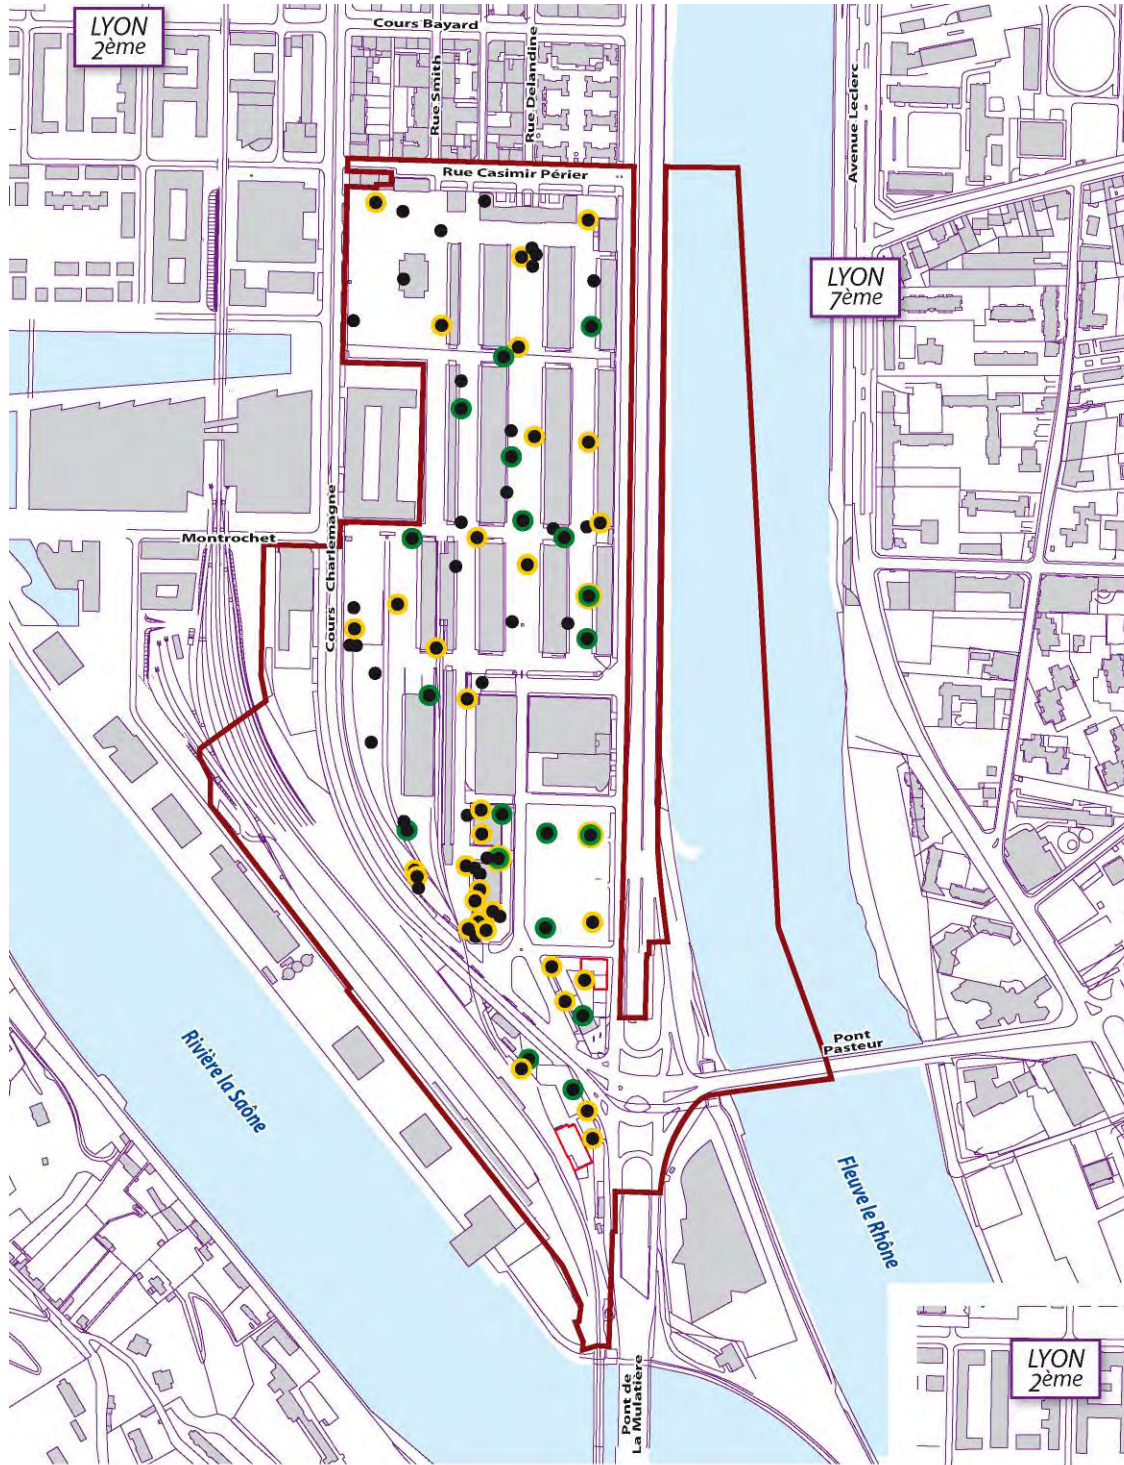 LYON
2ème
Cours Bayard
Rue Smith
Rue Delandine
Avenue Leclerc
Rue Casimir Périer
LYON
7ème
Montrochet
Cours Charlemagne
Rivière la Saône
Pont
Pasteur
Fleuve le Rhône
Pont de
La Mulatière
LYON
2ème